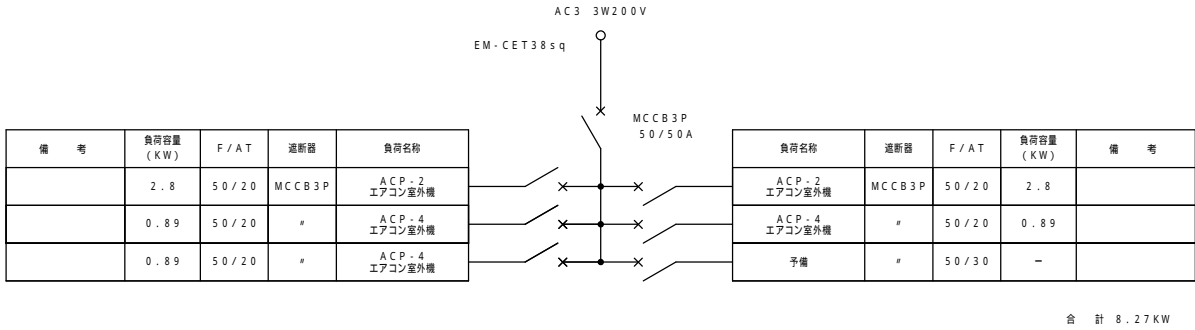 AC3 3W200V
EM-CET38sq
MCCB3P
50/50A
備 考 負荷容量 (KW) F/AT 遮断器 負荷名称
2.8 50/20 MCCB3P ACP-2 エアコン室外機
0.89 50/20 〃 ACP-4 エアコン室外機
0.89 50/20 〃 ACP-4 エアコン室外機
負荷名称 遮断器 F/AT 負荷容量 (KW) 備 考
ACP-2 エアコン室外機 MCCB3P 50/20 2.8
ACP-4 エアコン室外機 〃 50/20 0.89
予備 〃 50/30 −
合 計 8.27KW